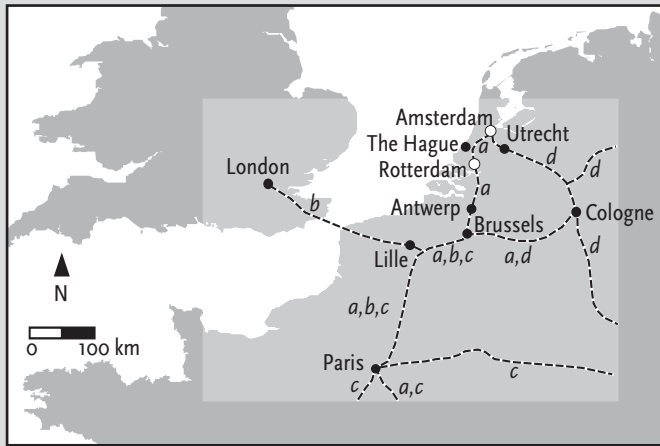 Amsterdam
The Hague
a
Utrecht
d
d
Rotterdam
London
a
b
Antwerp
Cologne
Brussels
Lille
a,b,c
a,d
d
N
a,b,c
0 100 km
Paris
c
c
a,c